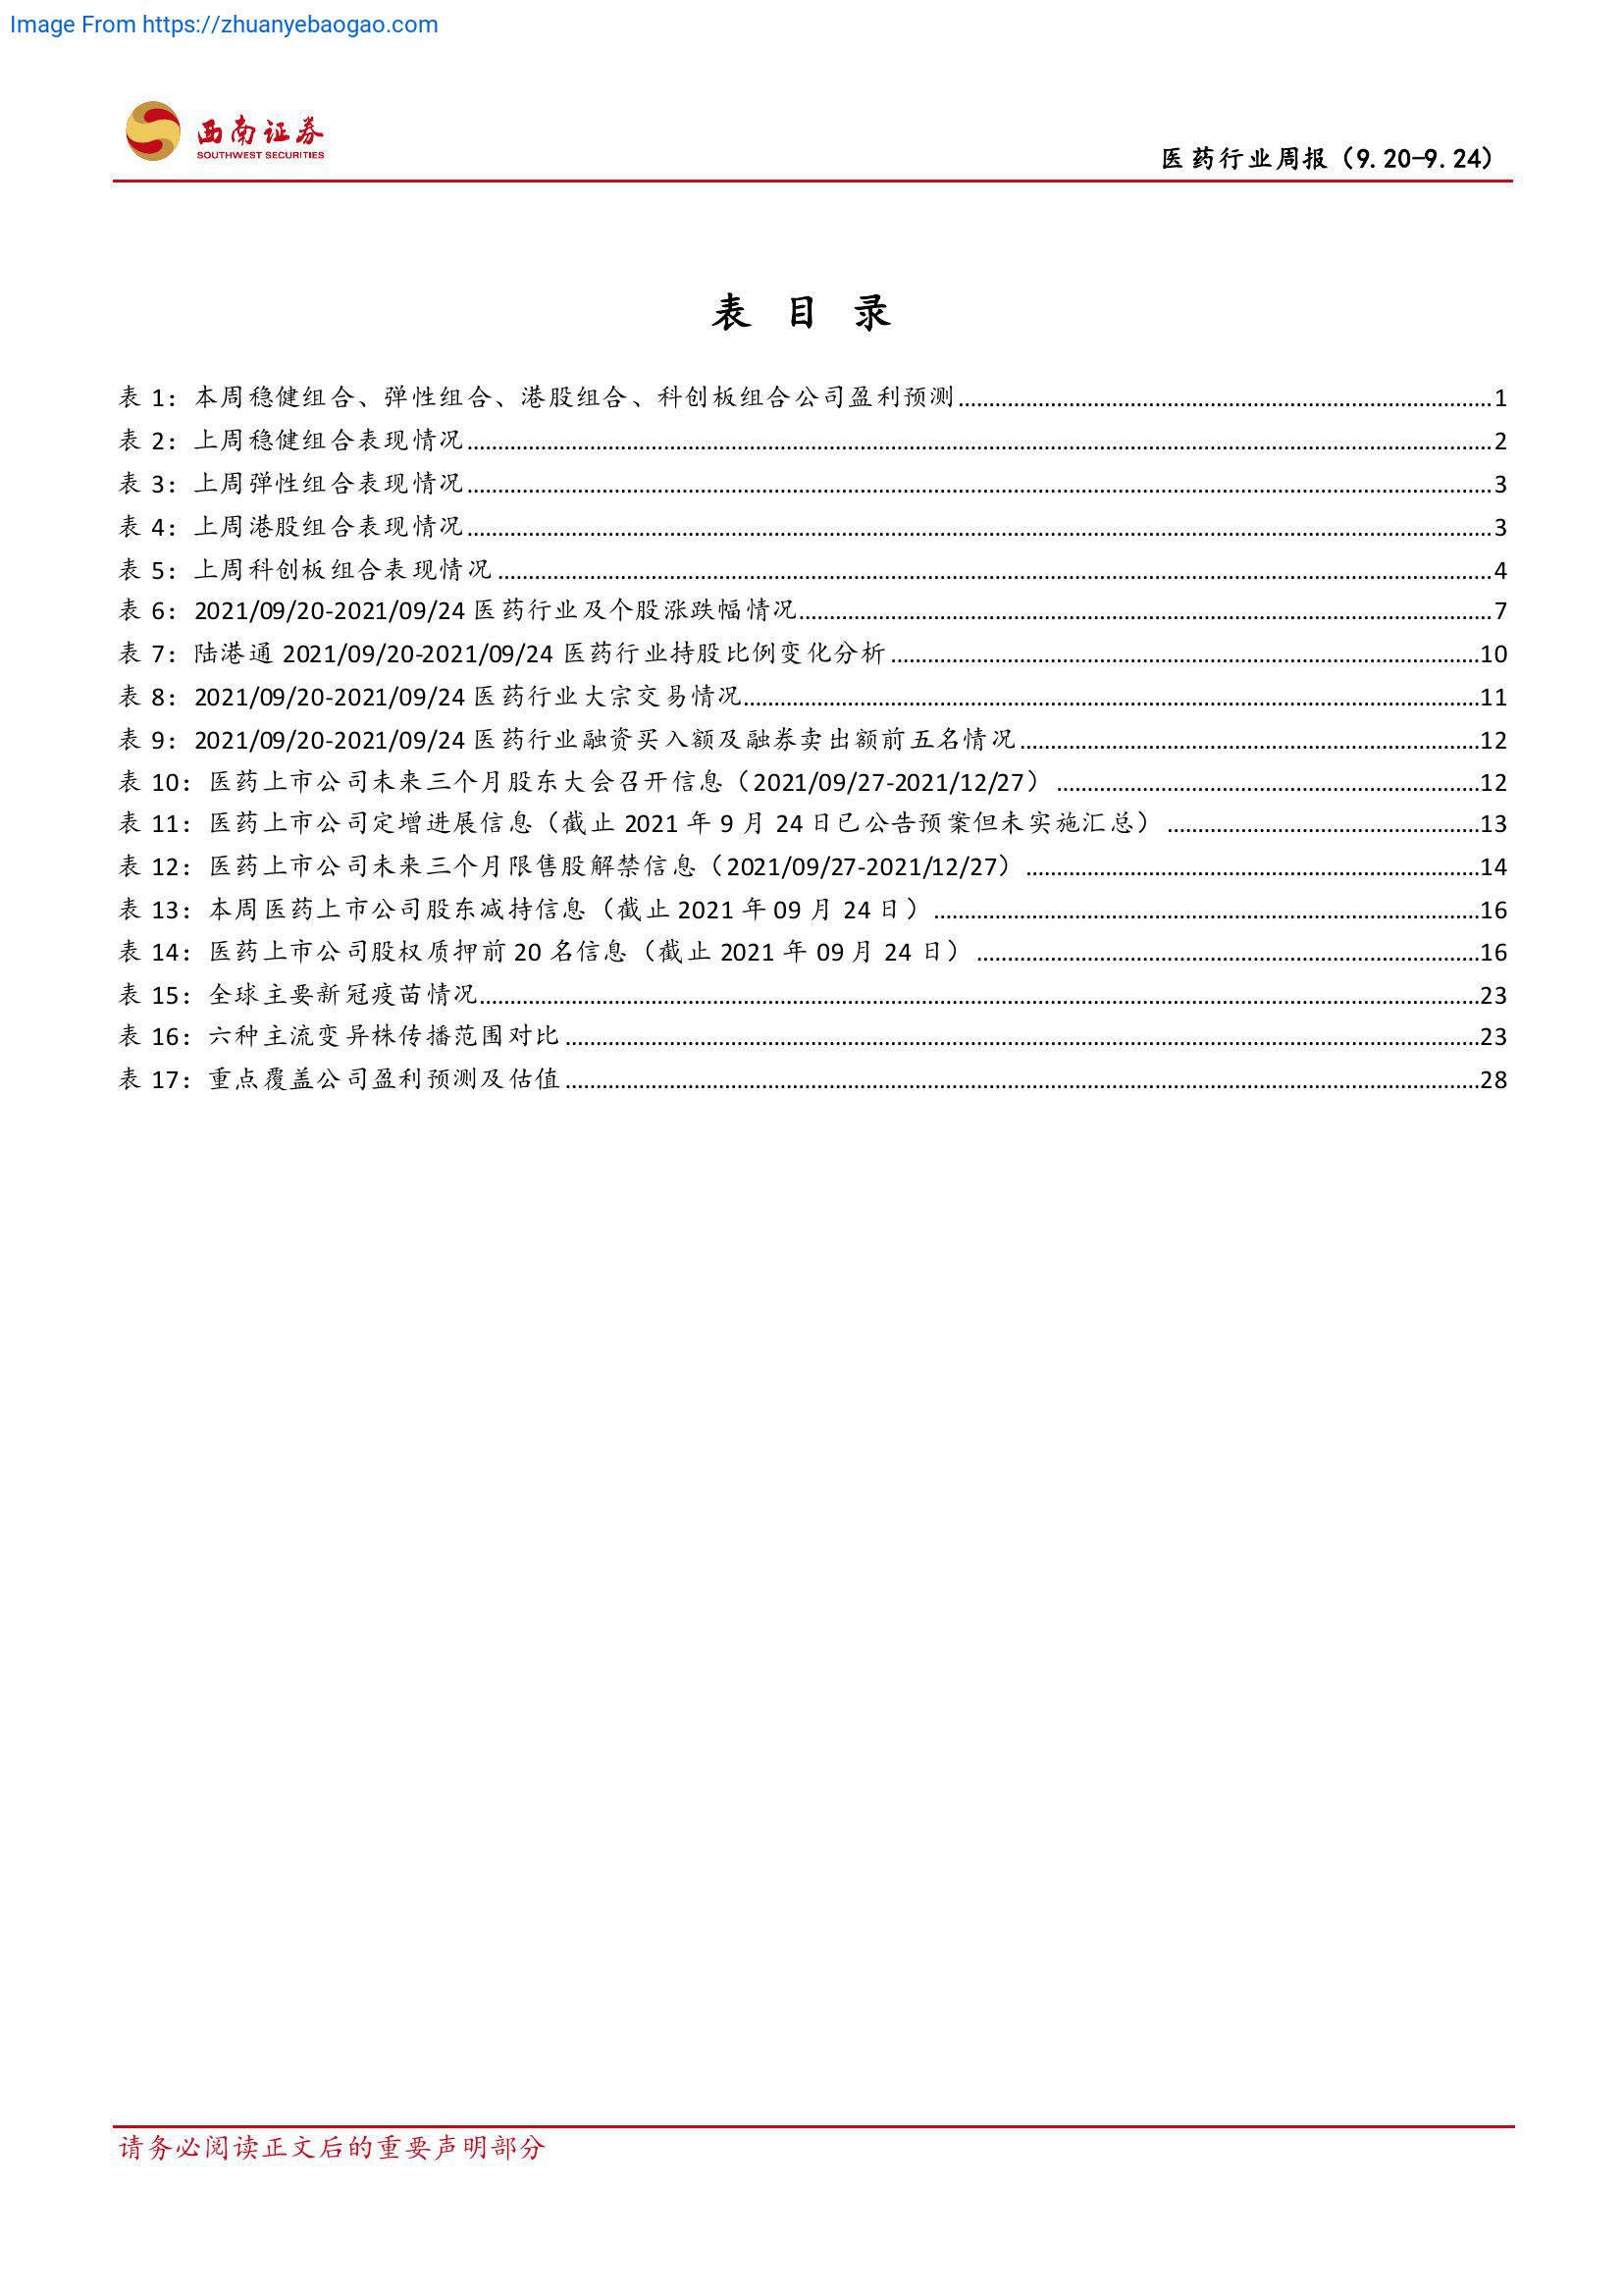 Image From https://zhuanyebaogao.com
西南证券
SOUTHWEST SECURITIES
医药行业周报（9.20-9.24）
表 目 录
表 1：本周稳健组合、弹性组合、港股组合、科创板组合公司盈利预测........................................1
表 2：上周稳健组合表现情况........................................2
表 3：上周弹性组合表现情况........................................3
表 4：上周港股组合表现情况........................................3
表 5：上周科创板组合表现情况........................................4
表 6：2021/09/20-2021/09/24 医药行业及个股涨跌幅情况........................................7
表 7：陆港通 2021/09/20-2021/09/24 医药行业持股比例变化分析........................................10
表 8：2021/09/20-2021/09/24 医药行业大宗交易情况........................................11
表 9：2021/09/20-2021/09/24 医药行业融资买入额及融券卖出额前五名情况........................................12
表 10：医药上市公司未来三个月股东大会召开信息（2021/09/27-2021/12/27）........................................12
表 11：医药上市公司定增进展信息（截止 2021 年 9 月 24 日已公告预案但未实施汇总）........................................13
表 12：医药上市公司未来三个月限售股解禁信息（2021/09/27-2021/12/27）........................................14
表 13：本周医药上市公司股东减持信息（截止 2021 年 09 月 24 日）........................................16
表 14：医药上市公司股权质押前 20 名信息（截止 2021 年 09 月 24 日）........................................16
表 15：全球主要新冠疫苗情况........................................23
表 16：六种主流变异株传播范围对比........................................23
表 17：重点覆盖公司盈利预测及估值........................................28
请务必阅读正文后的重要声明部分